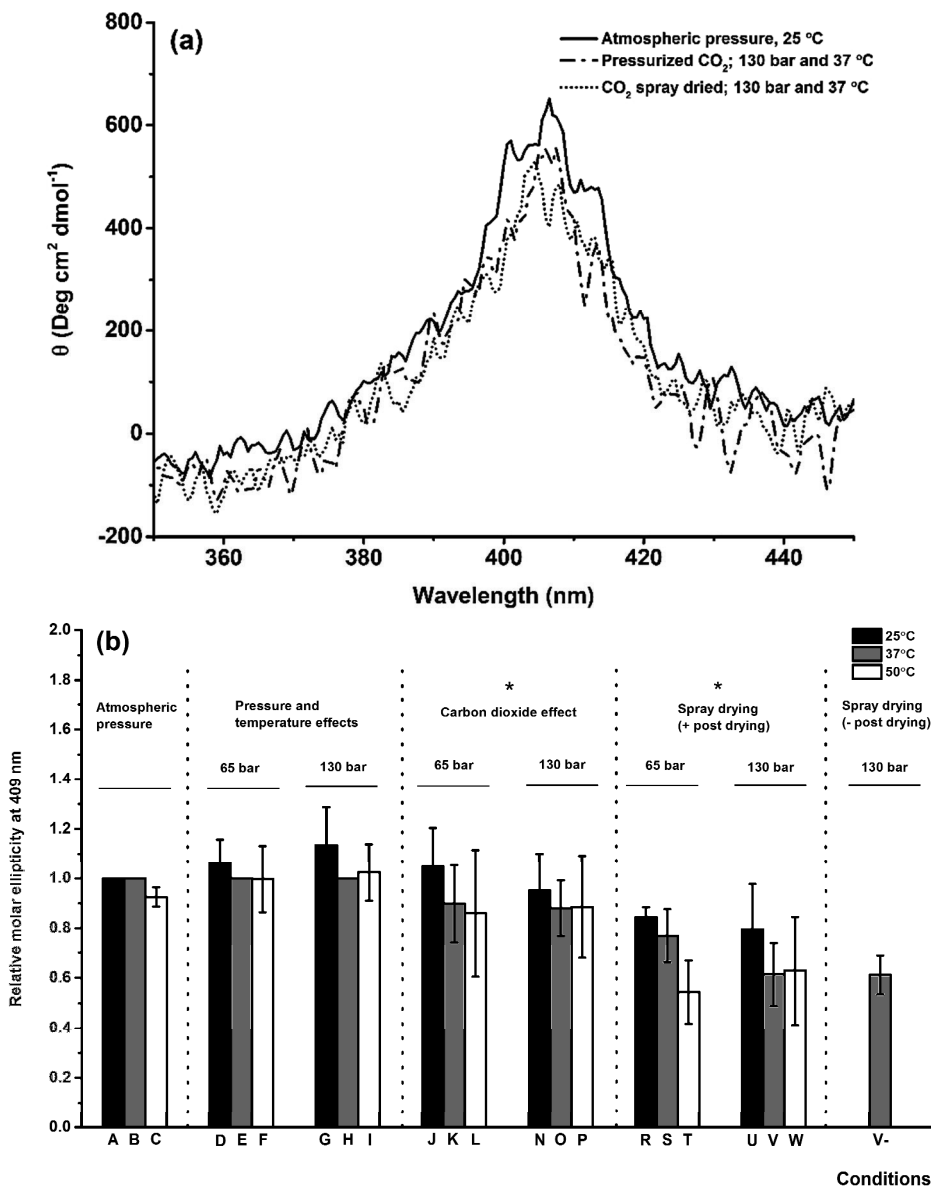 (a)
Atmospheric pressure, 25 °C
Pressurized CO₂; 130 bar and 37 °C
CO₂ spray dried; 130 bar and 37 °C
800
600
400
200
0
-200
θ (Deg cm² dmol⁻¹)
360 380 400 420 440
Wavelength (nm)
(b)
25°C
37°C
50°C
2.0
1.8
1.6
1.4
1.2
1.0
0.8
0.6
0.4
0.2
0.0
Relative molar ellipticity at 409 nm
Atmospheric
pressure
Pressure and
temperature effects
65 bar 130 bar
*
Carbon dioxide effect
65 bar 130 bar
*
Spray drying
(+ post drying)
65 bar 130 bar
Spray drying
(- post drying)
130 bar
A B C D E F G H I J K L N O P R S T U V W V-
Conditions